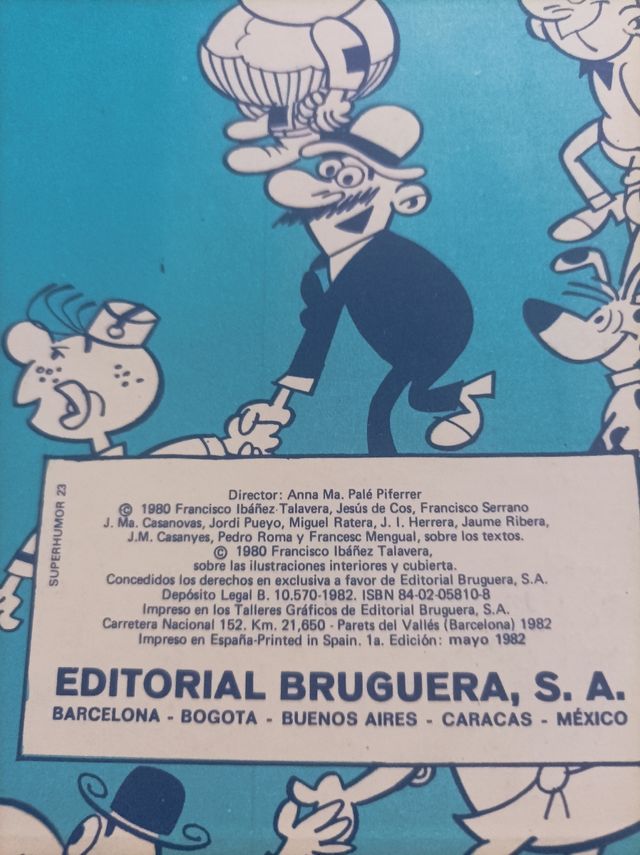 SUPERHUMOR 23
Director: Anna Ma. Palé Piferrer
© 1980 Francisco Ibáñez Talavera, Jesús de Cos, Francisco Serrano
J. Ma. Casanovas, Jordi Pueyo, Miguel Ratera, J. I. Herrera, Jaume Ribera,
J.M. Casanyes, Pedro Roma y Francesc Mengual, sobre los textos.
© 1980 Francisco Ibáñez Talavera,
sobre las ilustraciones interiores y cubierta.
Concedidos los derechos en exclusiva a favor de Editorial Bruguera, S.A.
Depósito Legal B. 10.570-1982. ISBN 84-02-05810-8
Impreso en los Talleres Gráficos de Editorial Bruguera, S.A.
Carretera Nacional 152. Km. 21,650 - Parets del Vallés (Barcelona) 1982
Impreso en España-Printed in Spain. 1a. Edición: mayo 1982
EDITORIAL BRUGUERA, S. A.
BARCELONA - BOGOTA - BUENOS AIRES - CARACAS - MÉXICO